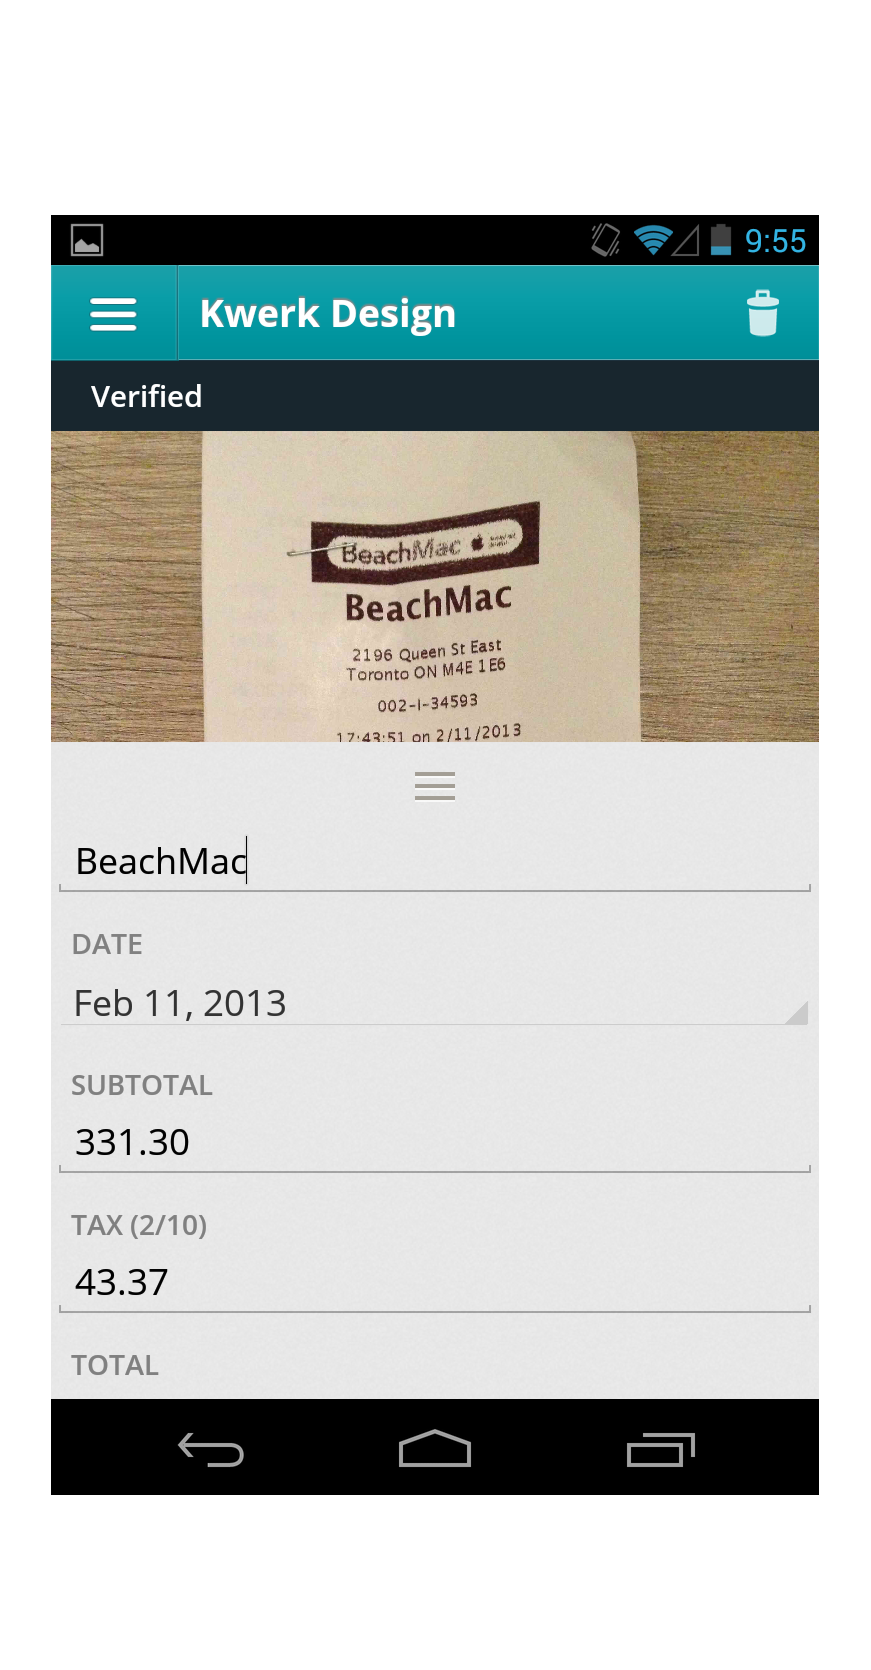 9:55
Kwerk Design
Verified
BeachMac
BeachMac
2196 Queen St East
Toronto ON M4E 1E6
002-I-34593
17:43:51 on 2/11/2013
BeachMac
DATE
Feb 11, 2013
SUBTOTAL
331.30
TAX (2/10)
43.37
TOTAL